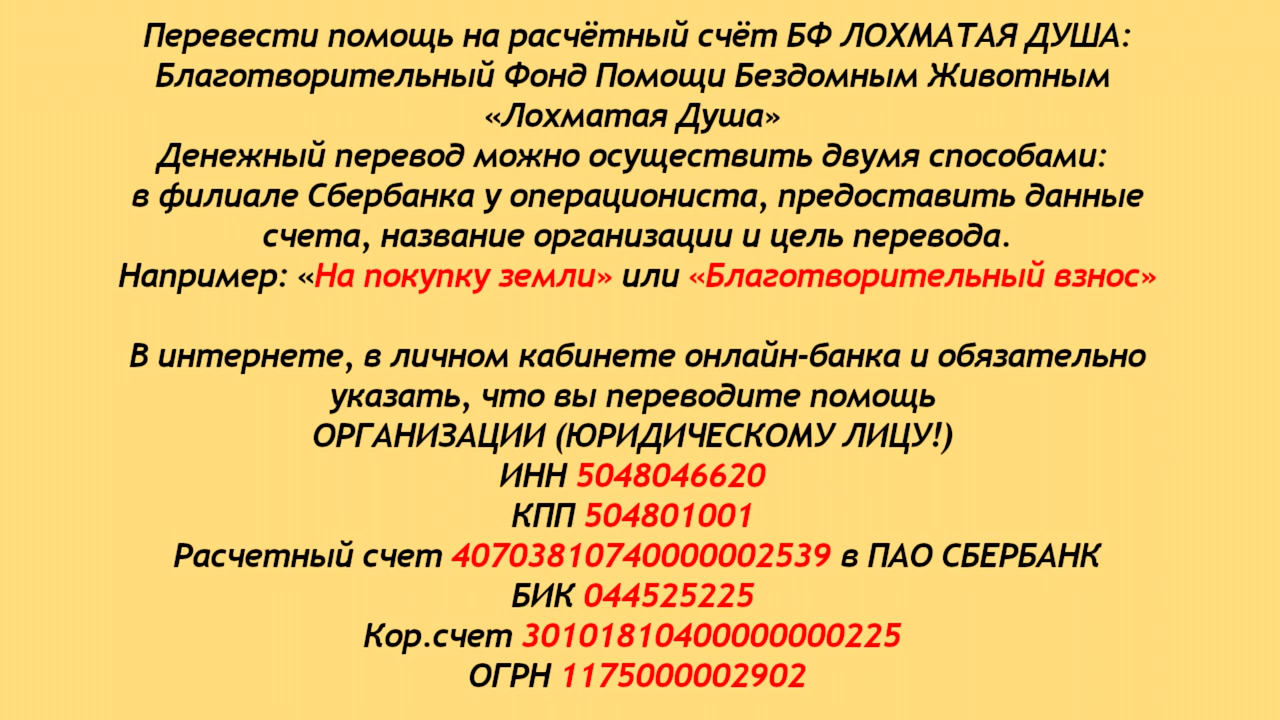 Перевести помощь на расчётный счёт БФ ЛОХМАТАЯ ДУША:
Благотворительный Фонд Помощи Бездомным Животным
«Лохматая Душа»
Денежный перевод можно осуществить двумя способами:
в филиале Сбербанка у операциониста, предоставить данные
счета, название организации и цель перевода.
Например: «На покупку земли» или «Благотворительный взнос»
В интернете, в личном кабинете онлайн-банка и обязательно
указать, что вы переводите помощь
ОРГАНИЗАЦИИ (ЮРИДИЧЕСКОМУ ЛИЦУ!)
ИНН 5048046620
КПП 504801001
Расчетный счет 40703810740000002539 в ПАО СБЕРБАНК
БИК 044525225
Кор.счет 30101810400000000225
ОГРН 1175000002902